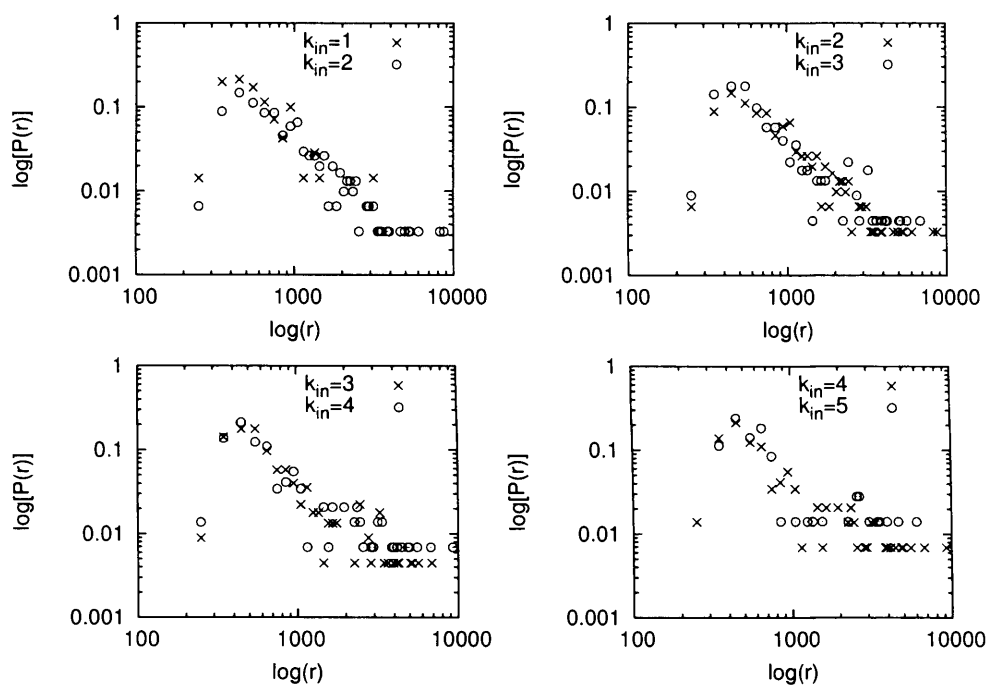 1
0.1
0.01
0.001
log[P(r)]
k_in=1 ×
k_in=2 ○
100 1000 10000
log(r)
1
0.1
0.01
0.001
log[P(r)]
k_in=2 ×
k_in=3 ○
100 1000 10000
log(r)
1
0.1
0.01
0.001
log[P(r)]
k_in=3 ×
k_in=4 ○
100 1000 10000
log(r)
1
0.1
0.01
0.001
log[P(r)]
k_in=4 ×
k_in=5 ○
100 1000 10000
log(r)